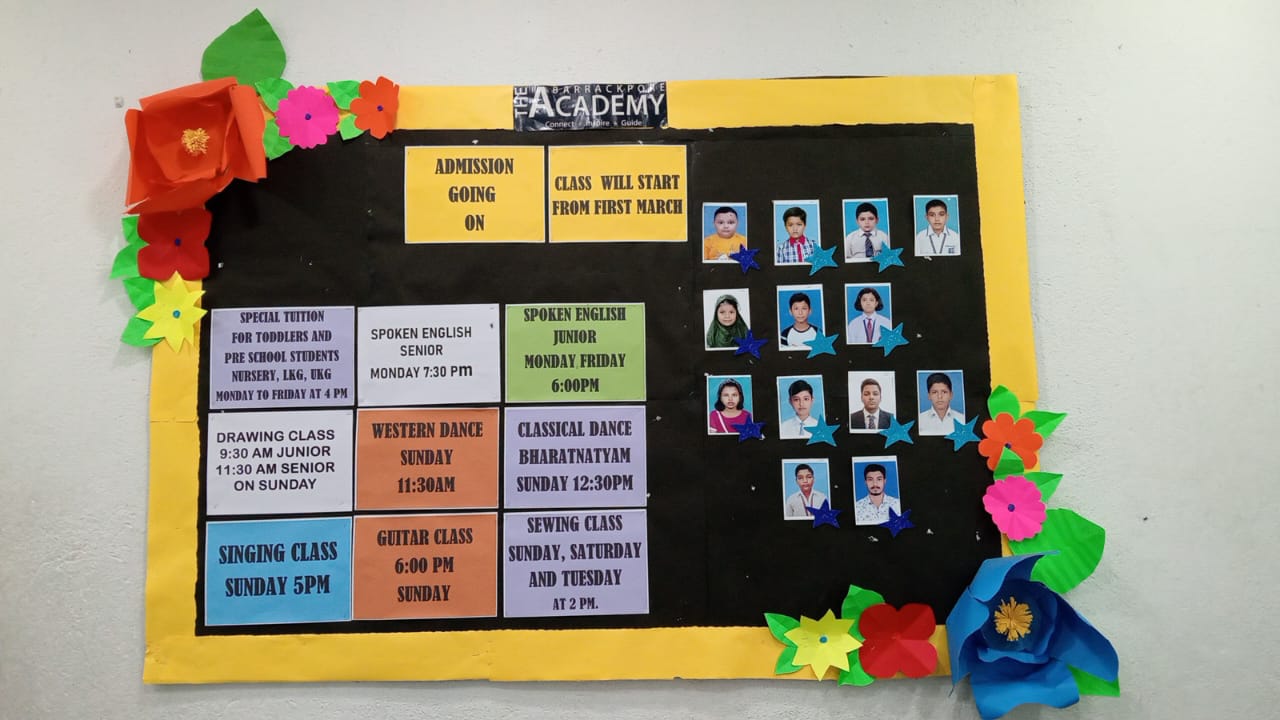 THE BARRACKPORE
ACADEMY
Connect Inspire Guide
ADMISSION
GOING
ON
CLASS WILL START
FROM FIRST MARCH
SPECIAL TUITION
FOR TODDLERS AND
PRE SCHOOL STUDENTS
NURSERY, LKG, UKG
MONDAY TO FRIDAY AT 4 PM
SPOKEN ENGLISH
SENIOR
MONDAY 7:30 Pm
SPOKEN ENGLISH
JUNIOR
MONDAY FRIDAY
6:00PM
DRAWING CLASS
9:30 AM JUNIOR
11:30 AM SENIOR
ON SUNDAY
WESTERN DANCE
SUNDAY
11:30AM
CLASSICAL DANCE
BHARATNATYAM
SUNDAY 12:30PM
SINGING CLASS
SUNDAY 5PM
GUITAR CLASS
6:00 PM
SUNDAY
SEWING CLASS
SUNDAY, SATURDAY
AND TUESDAY
AT 2 PM.